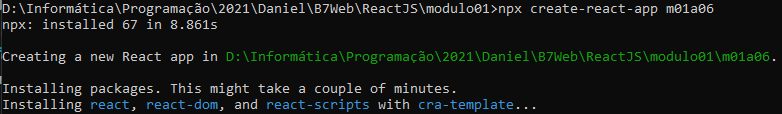 D:\Informática\Programação\2021\Daniel\B7Web\ReactJS\modulo01>npx create-react-app m01a06
npx: installed 67 in 8.861s
Creating a new React app in D:\Informática\Programação\2021\Daniel\B7Web\ReactJS\modulo01\m01a06.
Installing packages. This might take a couple of minutes.
Installing react, react-dom, and react-scripts with cra-template...